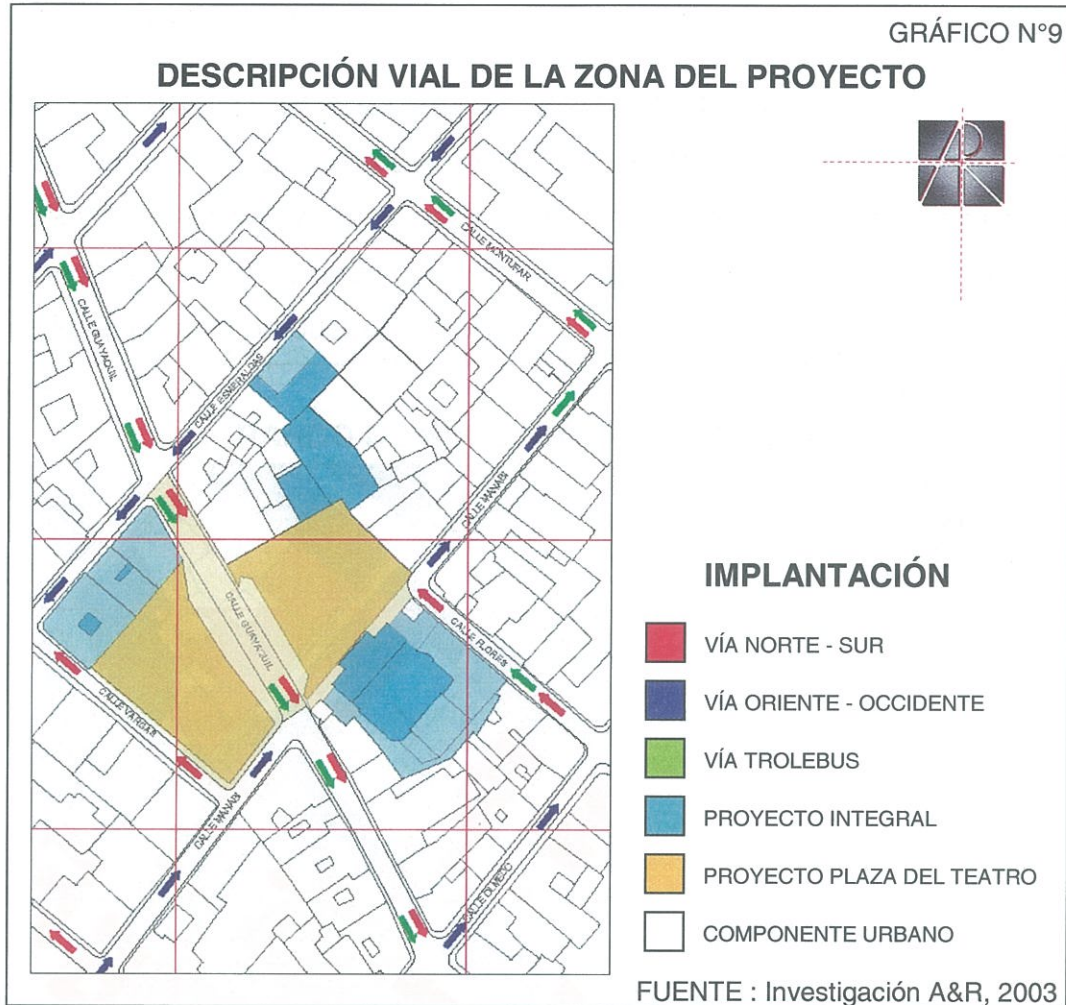 GRÁFICO N°9
DESCRIPCIÓN VIAL DE LA ZONA DEL PROYECTO
CALLE MONTUFAR
CALLE GUAYAQUIL
CALLE ESMERALDAS
CALLE MANABI
CALLE GUAYAQUIL
CALLE FLORES
CALLE VARGAS
CALLE MANABI
CALLE OLMEDO
IMPLANTACIÓN
VÍA NORTE - SUR
VÍA ORIENTE - OCCIDENTE
VÍA TROLEBUS
PROYECTO INTEGRAL
PROYECTO PLAZA DEL TEATRO
COMPONENTE URBANO
FUENTE : Investigación A&R, 2003